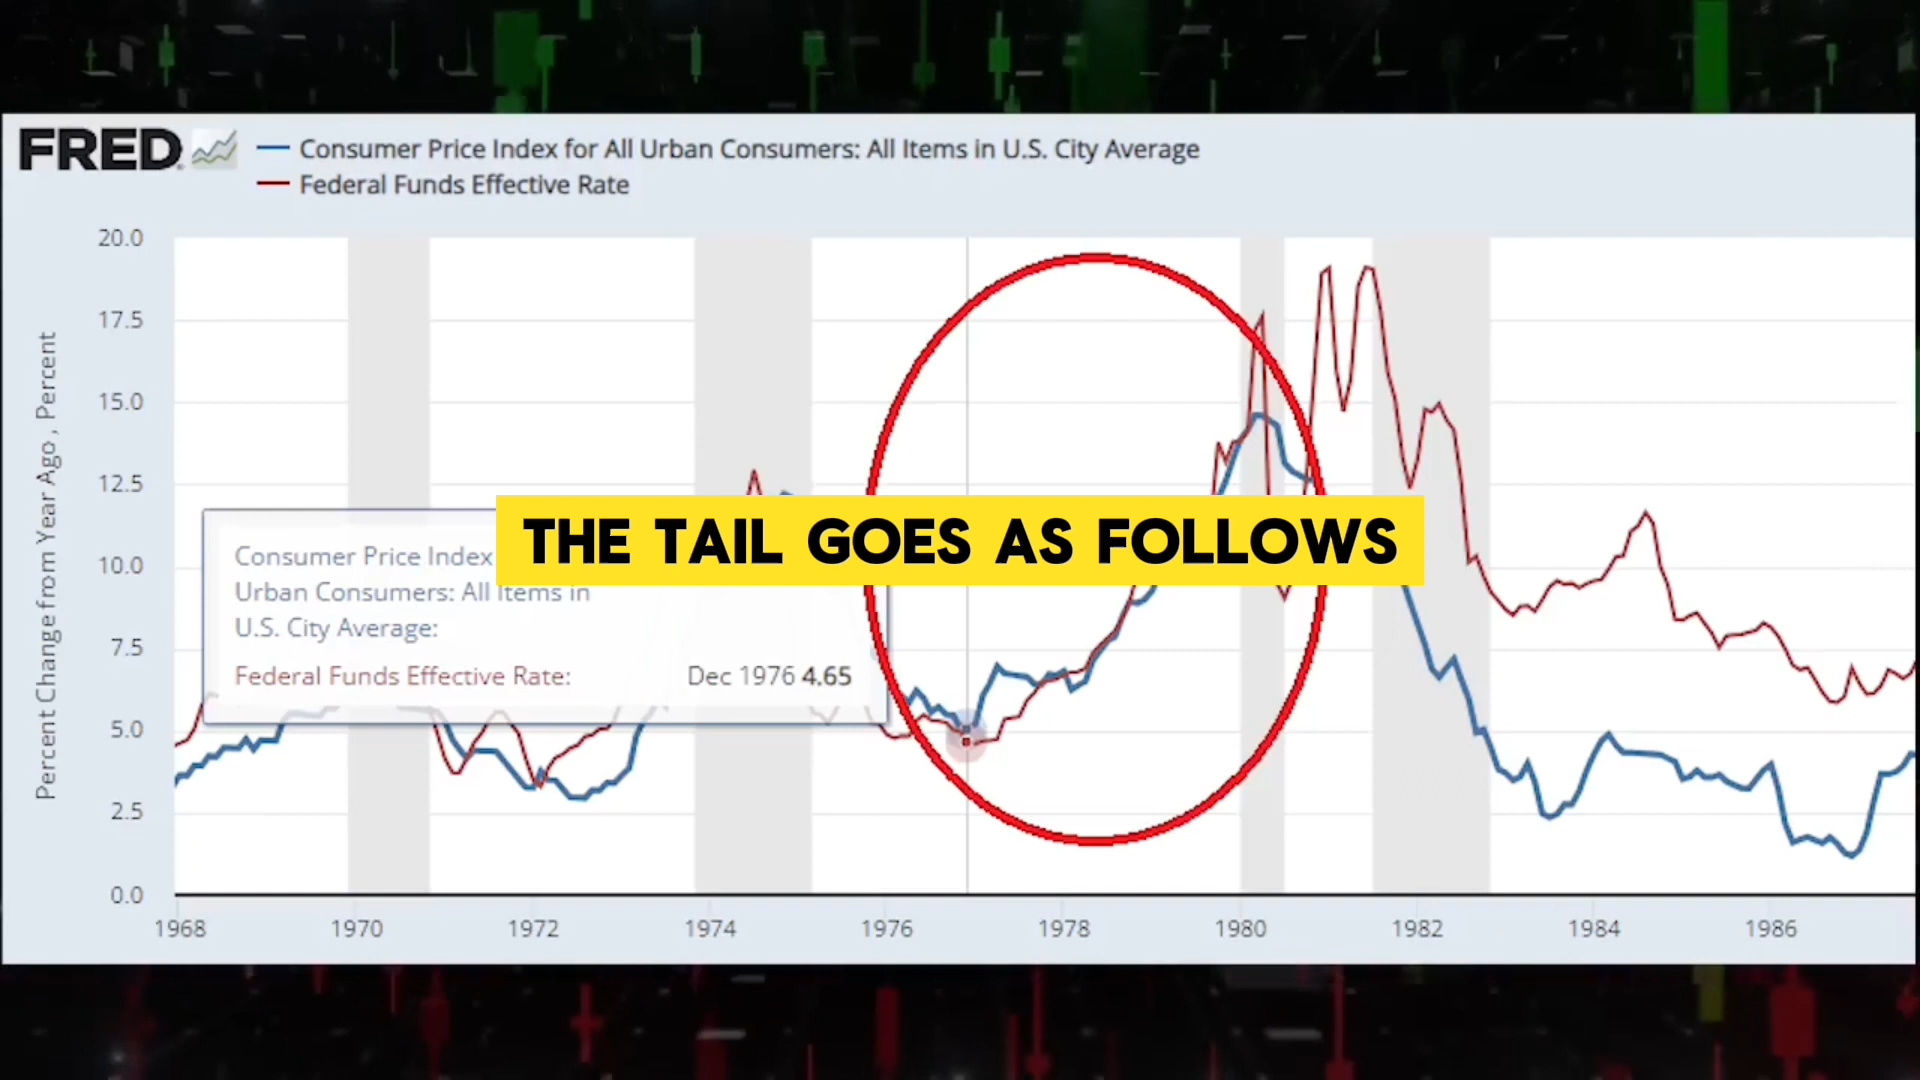 FRED
Consumer Price Index for All Urban Consumers: All Items in U.S. City Average
Federal Funds Effective Rate
Percent Change from Year Ago , Percent
20.0
17.5
15.0
12.5
10.0
7.5
5.0
2.5
0.0
Consumer Price Index
Urban Consumers: All Items in
U.S. City Average:
Federal Funds Effective Rate: Dec 1976 4.65
THE TAIL GOES AS FOLLOWS
1968 1970 1972 1974 1976 1978 1980 1982 1984 1986